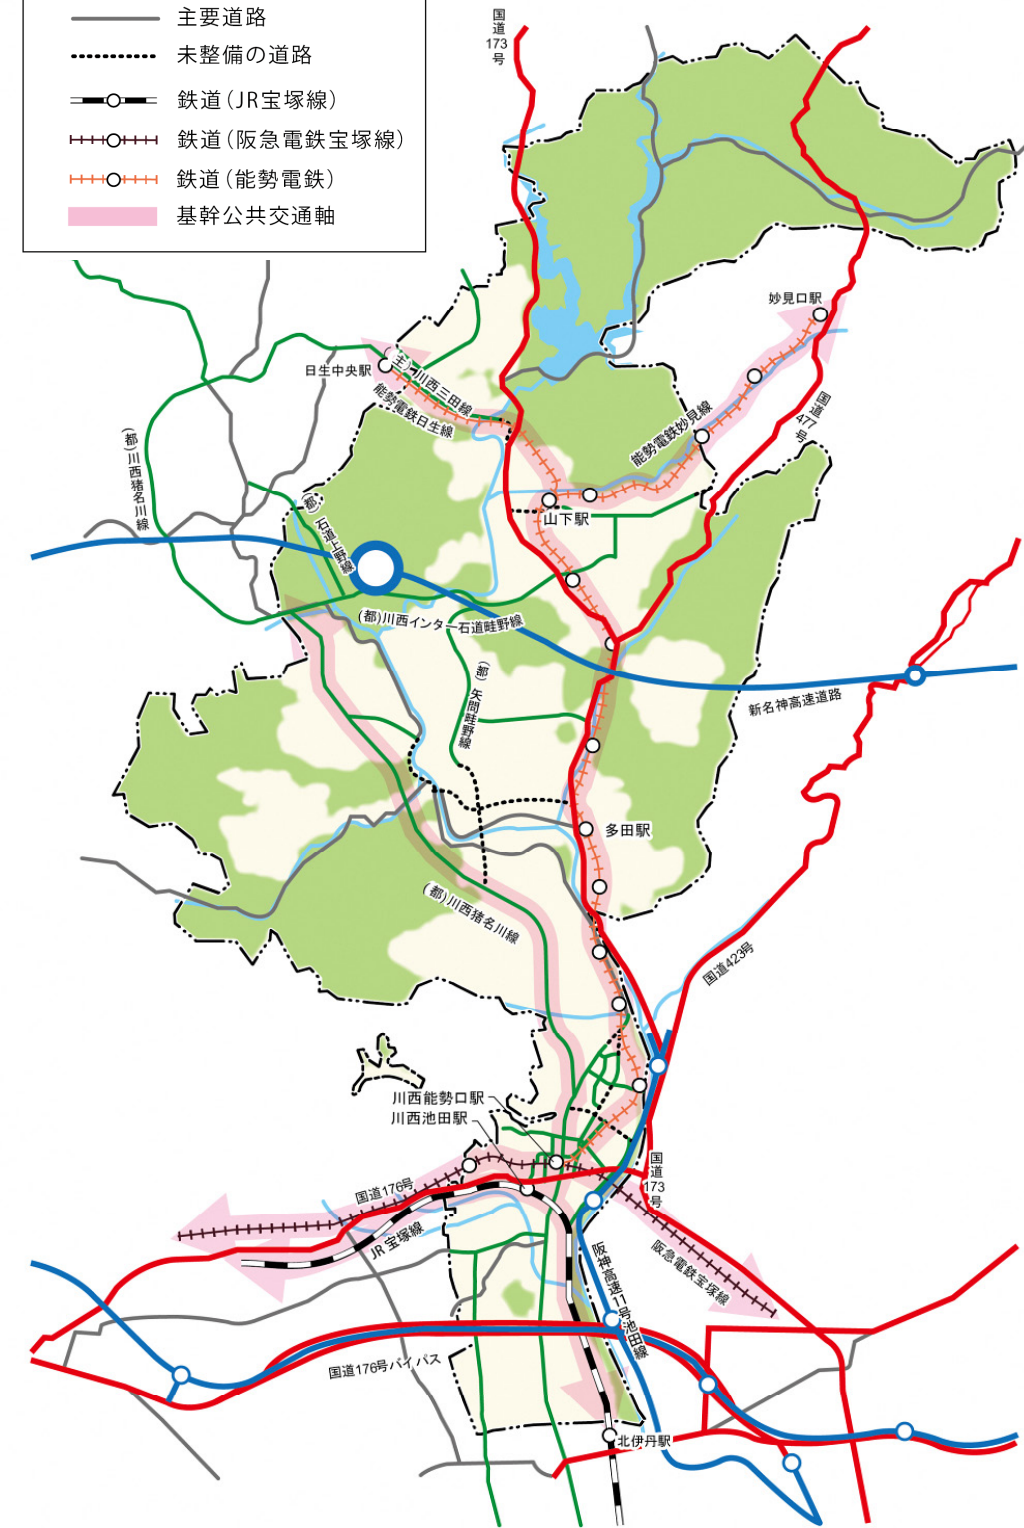 主要道路
未整備の道路
鉄道（JR宝塚線）
鉄道（阪急電鉄宝塚線）
鉄道（能勢電鉄）
基幹公共交通軸
国道173号
妙見口駅
日生中央駅
（主）川西三田線
能勢電鉄日生線
国道477号
能勢電鉄妙見線
（都）川西猪名川線
（都）石道上野線
山下駅
（都）川西インター石道畦野線
（都）矢問畦野線
新名神高速道路
多田駅
（都）川西猪名川線
国道423号
川西能勢口駅
川西池田駅
国道176号
国道173号
JR宝塚線
阪急電鉄宝塚線
阪神高速11号池田線
国道176号バイパス
北伊丹駅